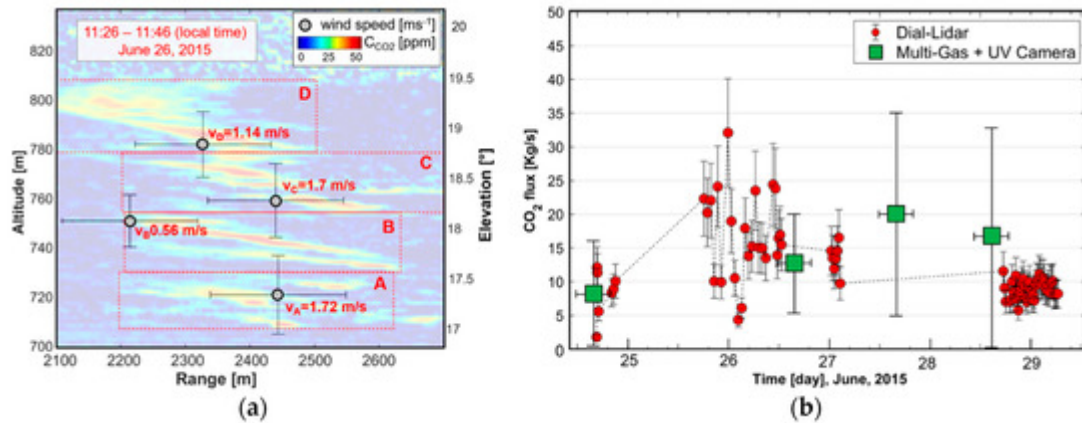 11:26 – 11:46 (local time)
June 26, 2015
wind speed [ms⁻¹]
C_CO2 [ppm]
0 25 50
D
v_D=1.14 m/s
C
v_C=1.7 m/s
B
v_B0.56 m/s
A
v_A=1.72 m/s
Altitude [m]
800
780
760
740
720
700
20
19.5
19
18.5
18
17.5
17
Elevation [°]
2100 2200 2300 2400 2500 2600
Range [m]
(a)
Dial-Lidar
Multi-Gas + UV Camera
CO₂ flux [Kg/s]
50
45
40
35
30
25
20
15
10
5
0
25 26 27 28 29
Time [day], June, 2015
(b)